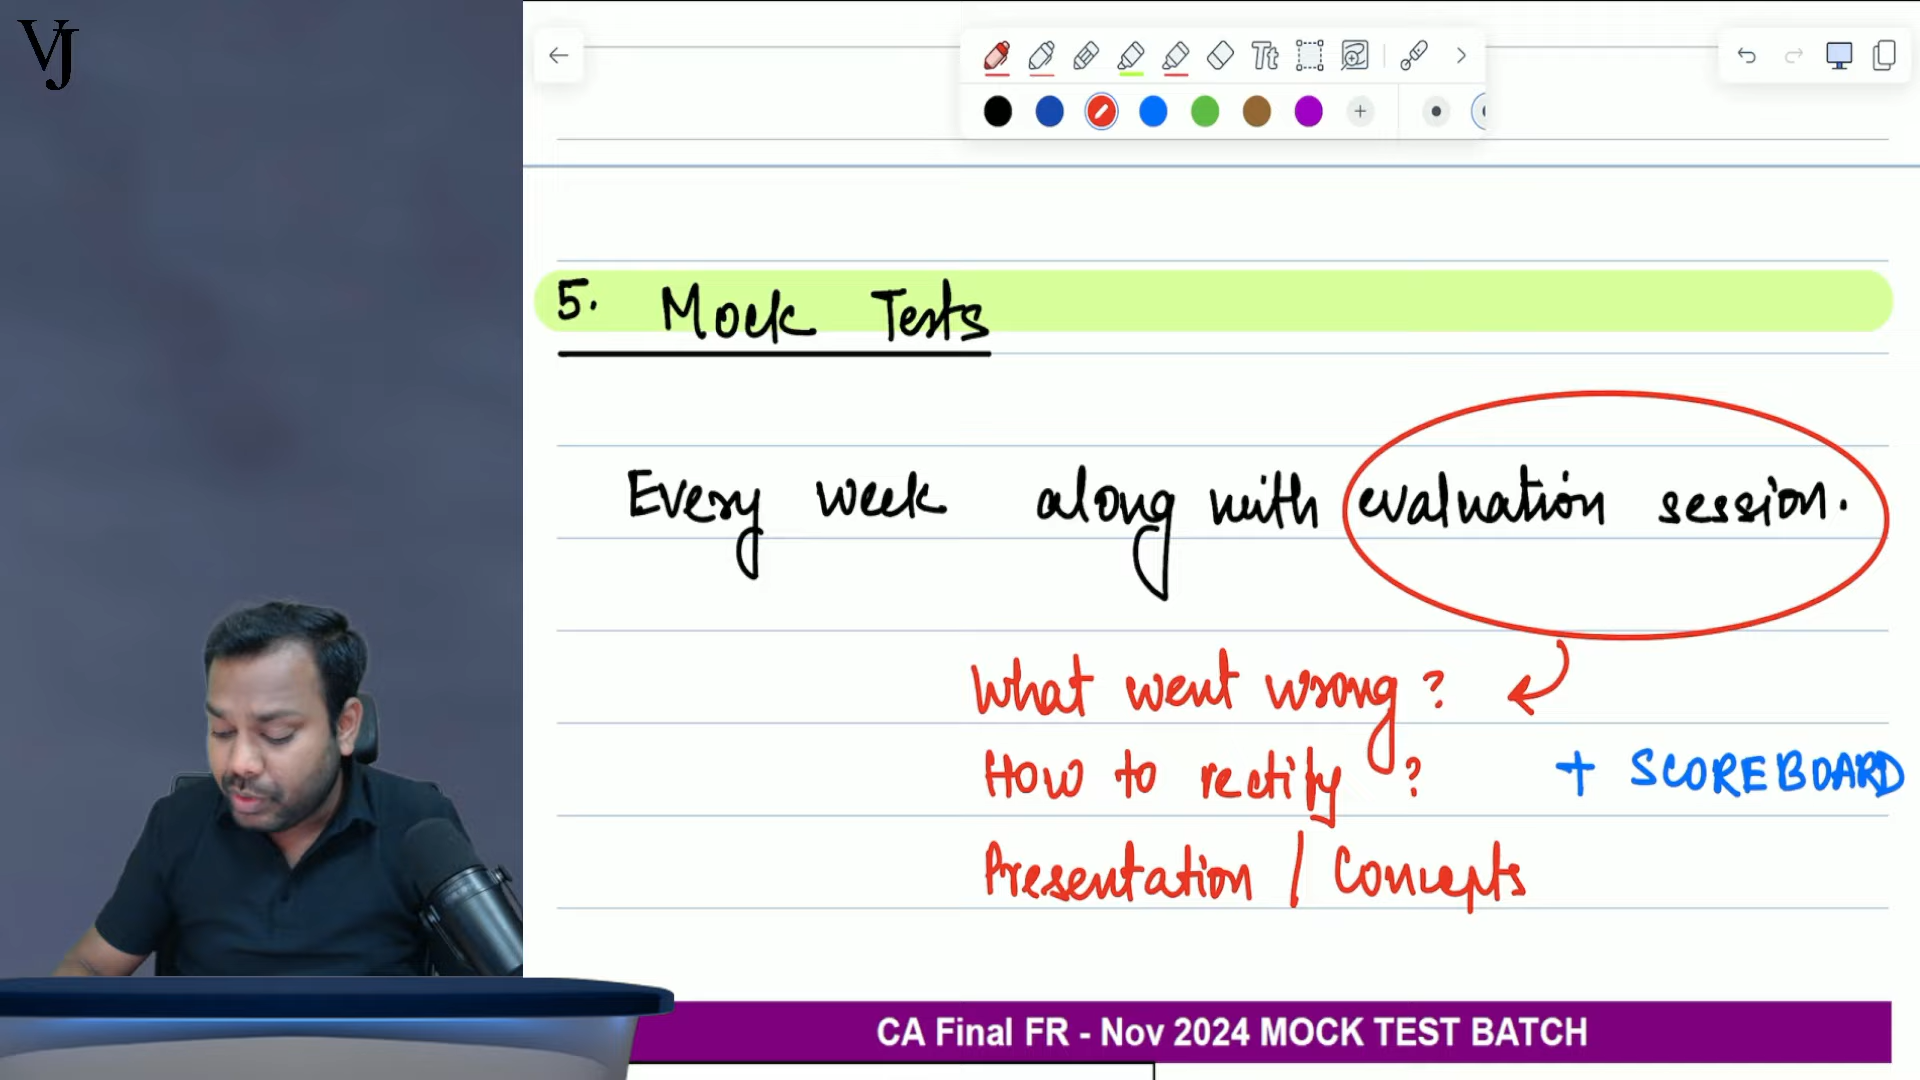 VJ
Tt
5. Mock Tests
Every week along with evaluation session.
What went wrong?
How to rectify ?
+ SCOREBOARD
Presentation / Concepts
CA Final FR - Nov 2024 MOCK TEST BATCH